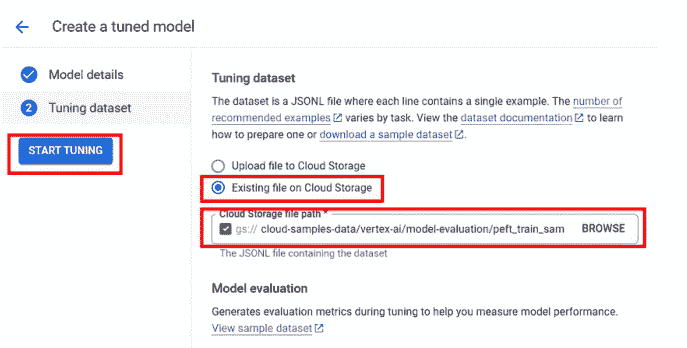 Create a tuned model
Model details
2 Tuning dataset
START TUNING
Tuning dataset
The dataset is a JSONL file where each line contains a single example. The number of
recommended examples varies by task. View the dataset documentation to learn
how to prepare one or download a sample dataset.
Upload file to Cloud Storage
Existing file on Cloud Storage
Cloud Storage file path *
gs:// cloud-samples-data/vertex-ai/model-evaluation/peft_train_sam BROWSE
The JSONL file containing the dataset
Model evaluation
Generates evaluation metrics during tuning to help you measure model performance.
View sample dataset